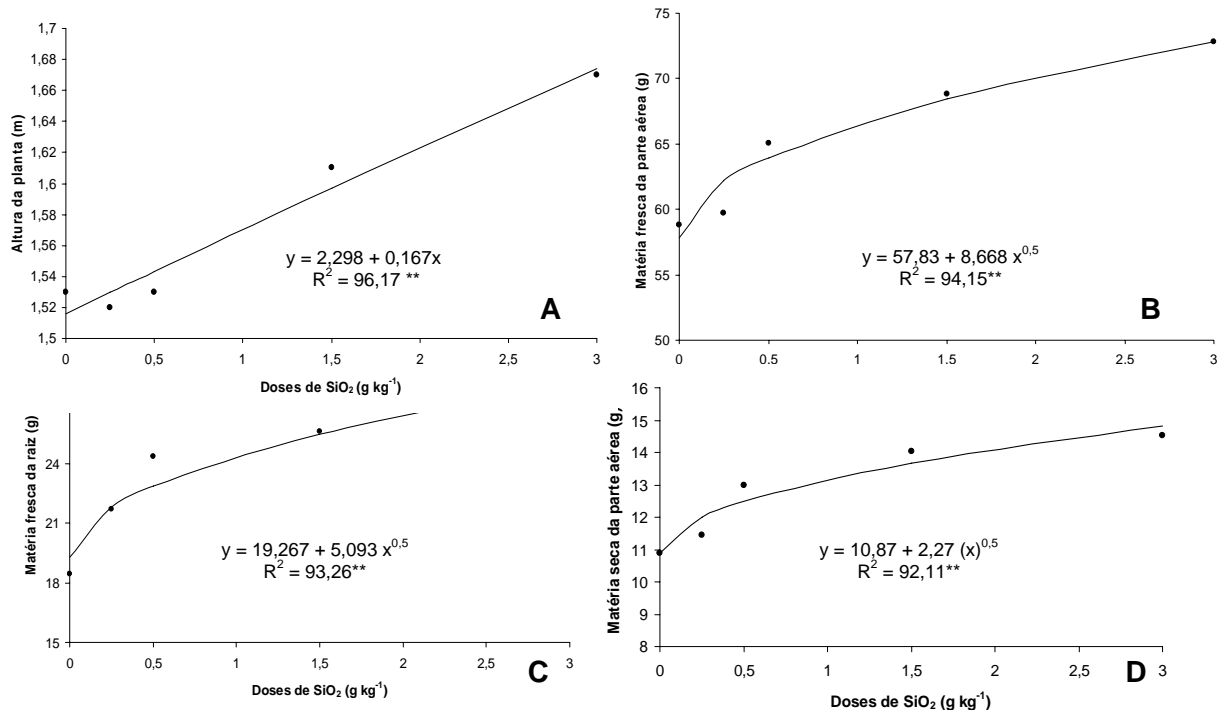 1,7
1,68
1,66
1,64
1,62
1,6
1,58
1,56
1,54
1,52
1,5
Altura da planta (m)
y = 2,298 + 0,167x
R² = 96,17 **
A
0 0,5 1 1,5 2 2,5 3
Doses de SiO₂ (g kg⁻¹)
75
70
65
60
55
50
Matéria fresca da parte aérea (g)
y = 57,83 + 8,668 x^0,5
R² = 94,15**
B
0 0,5 1 1,5 2 2,5 3
24
21
18
15
Matéria fresca da raiz (g)
y = 19,267 + 5,093 x^0,5
R² = 93,26**
C
0 0,5 1 1,5 2 2,5 3
Doses de SiO₂ (g kg⁻¹)
16
15
14
13
12
11
10
9
8
Matéria seca da parte aérea (g,
y = 10,87 + 2,27 (x)^0,5
R² = 92,11**
D
0 0,5 1 1,5 2 2,5 3
Doses de SiO₂ (g kg⁻¹)